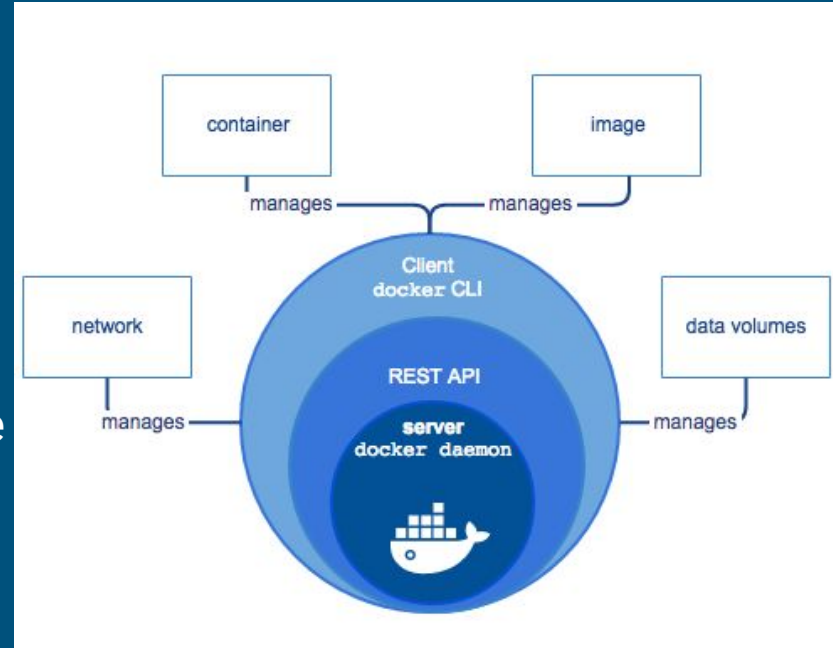 container
image
manages
manages
Client
docker CLI
network
data volumes
REST API
manages
manages
server
docker daemon
e